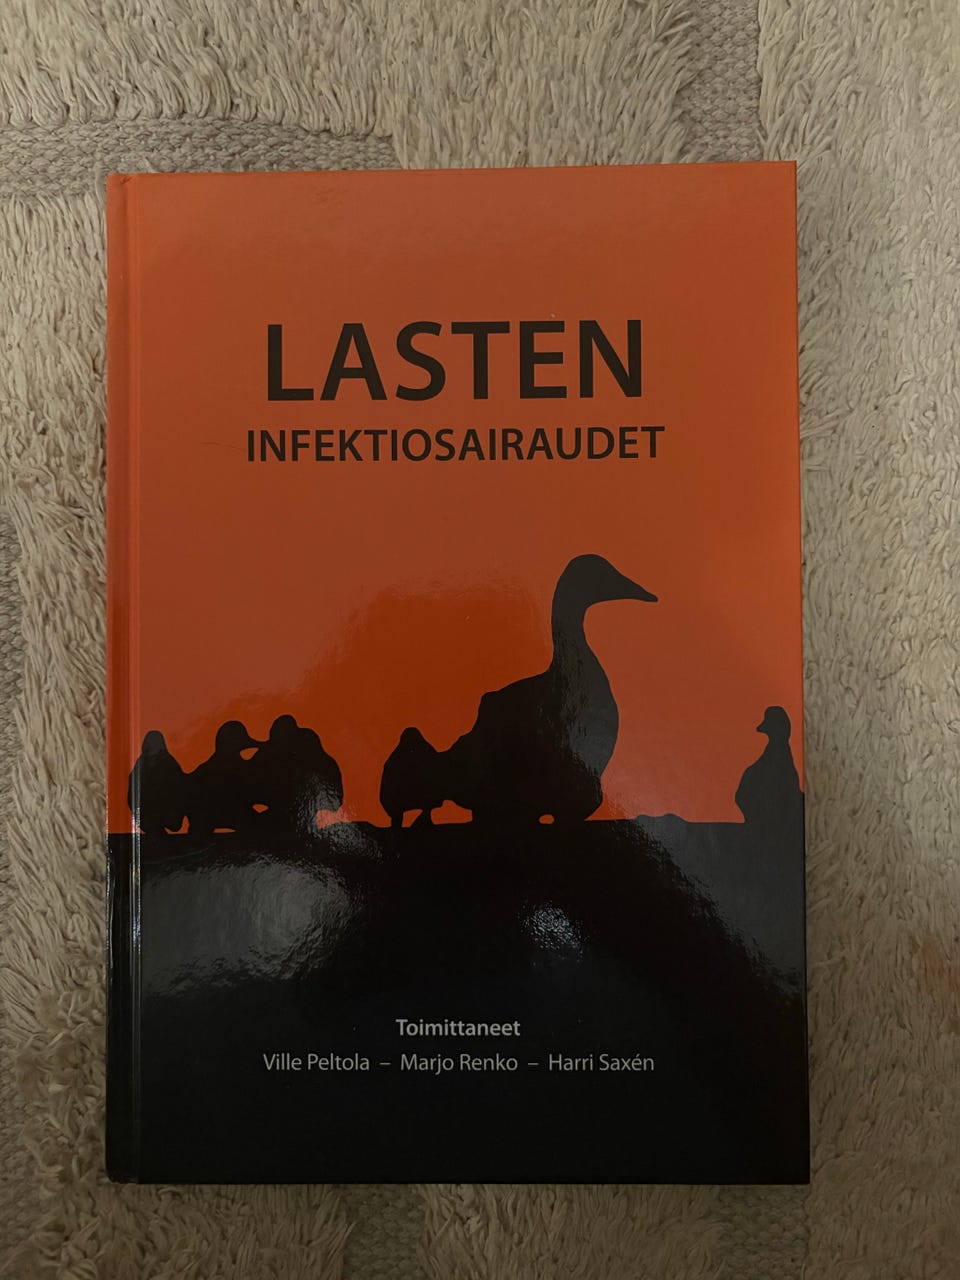 LASTEN
INFEKTIOSAIRAUDET
Toimittaneet
Ville Peltola – Marjo Renko – Harri Saxén